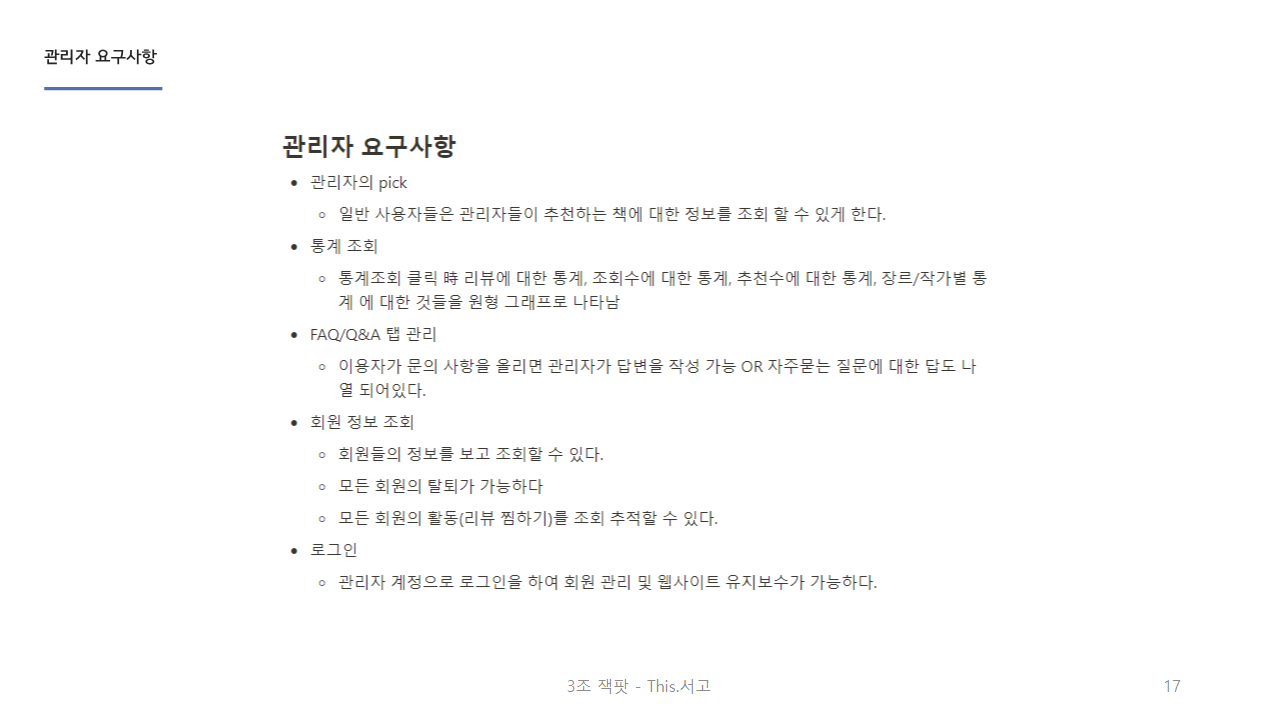 관리자 요구사항
관리자 요구사항
• 관리자의 pick
◦ 일반 사용자들은 관리자들이 추천하는 책에 대한 정보를 조회 할 수 있게 한다.
• 통계 조회
◦ 통계조회 클릭 時 리뷰에 대한 통계, 조회수에 대한 통계, 추천수에 대한 통계, 장르/작가별 통
계 에 대한 것들을 원형 그래프로 나타남
• FAQ/Q&A 탭 관리
◦ 이용자가 문의 사항을 올리면 관리자가 답변을 작성 가능 OR 자주묻는 질문에 대한 답도 나
열 되어있다.
• 회원 정보 조회
◦ 회원들의 정보를 보고 조회할 수 있다.
◦ 모든 회원의 탈퇴가 가능하다
◦ 모든 회원의 활동(리뷰 찜하기)를 조회 추적할 수 있다.
• 로그인
◦ 관리자 계정으로 로그인을 하여 회원 관리 및 웹사이트 유지보수가 가능하다.
3조 잭팟 - This.서고
17